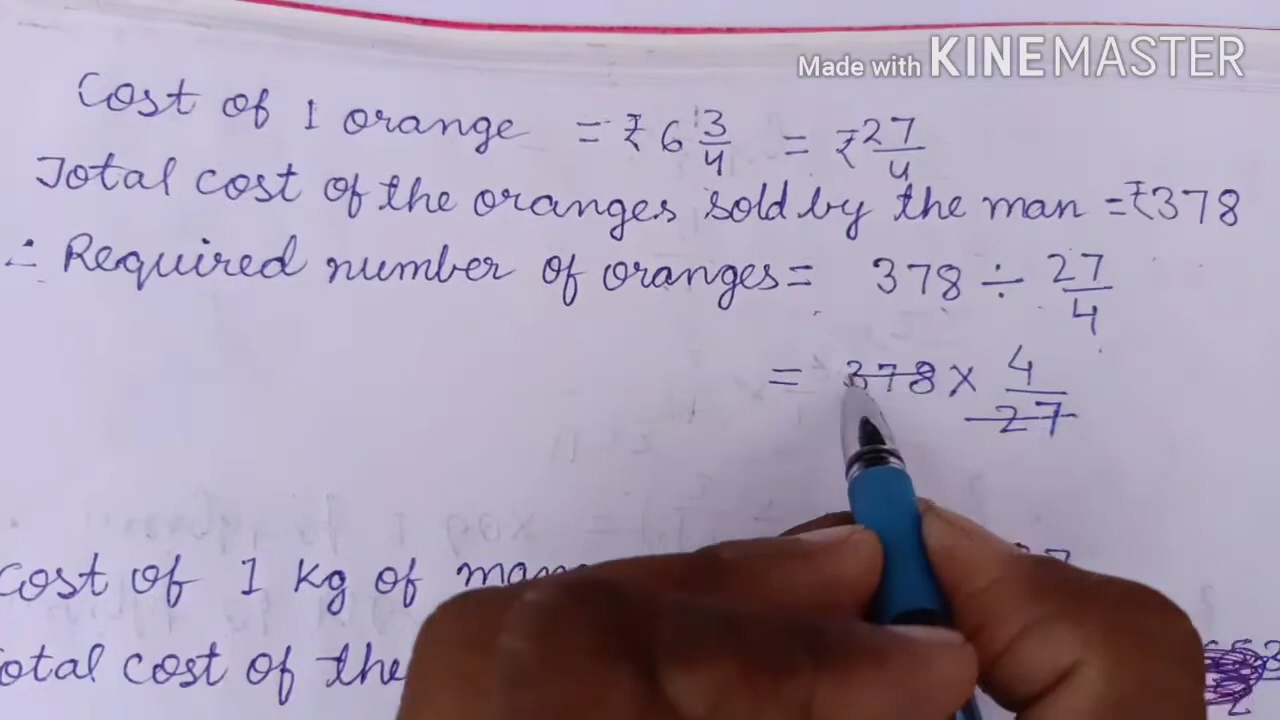 Made with KINEMASTER
Cost of 1 orange = ₹6 3/4 = ₹27/4
Total cost of the oranges sold by the man = ₹378
∴ Required number of oranges = 378 ÷ 27/4
= 378 × 4/27
Cost of 1 Kg of
Total cost of the